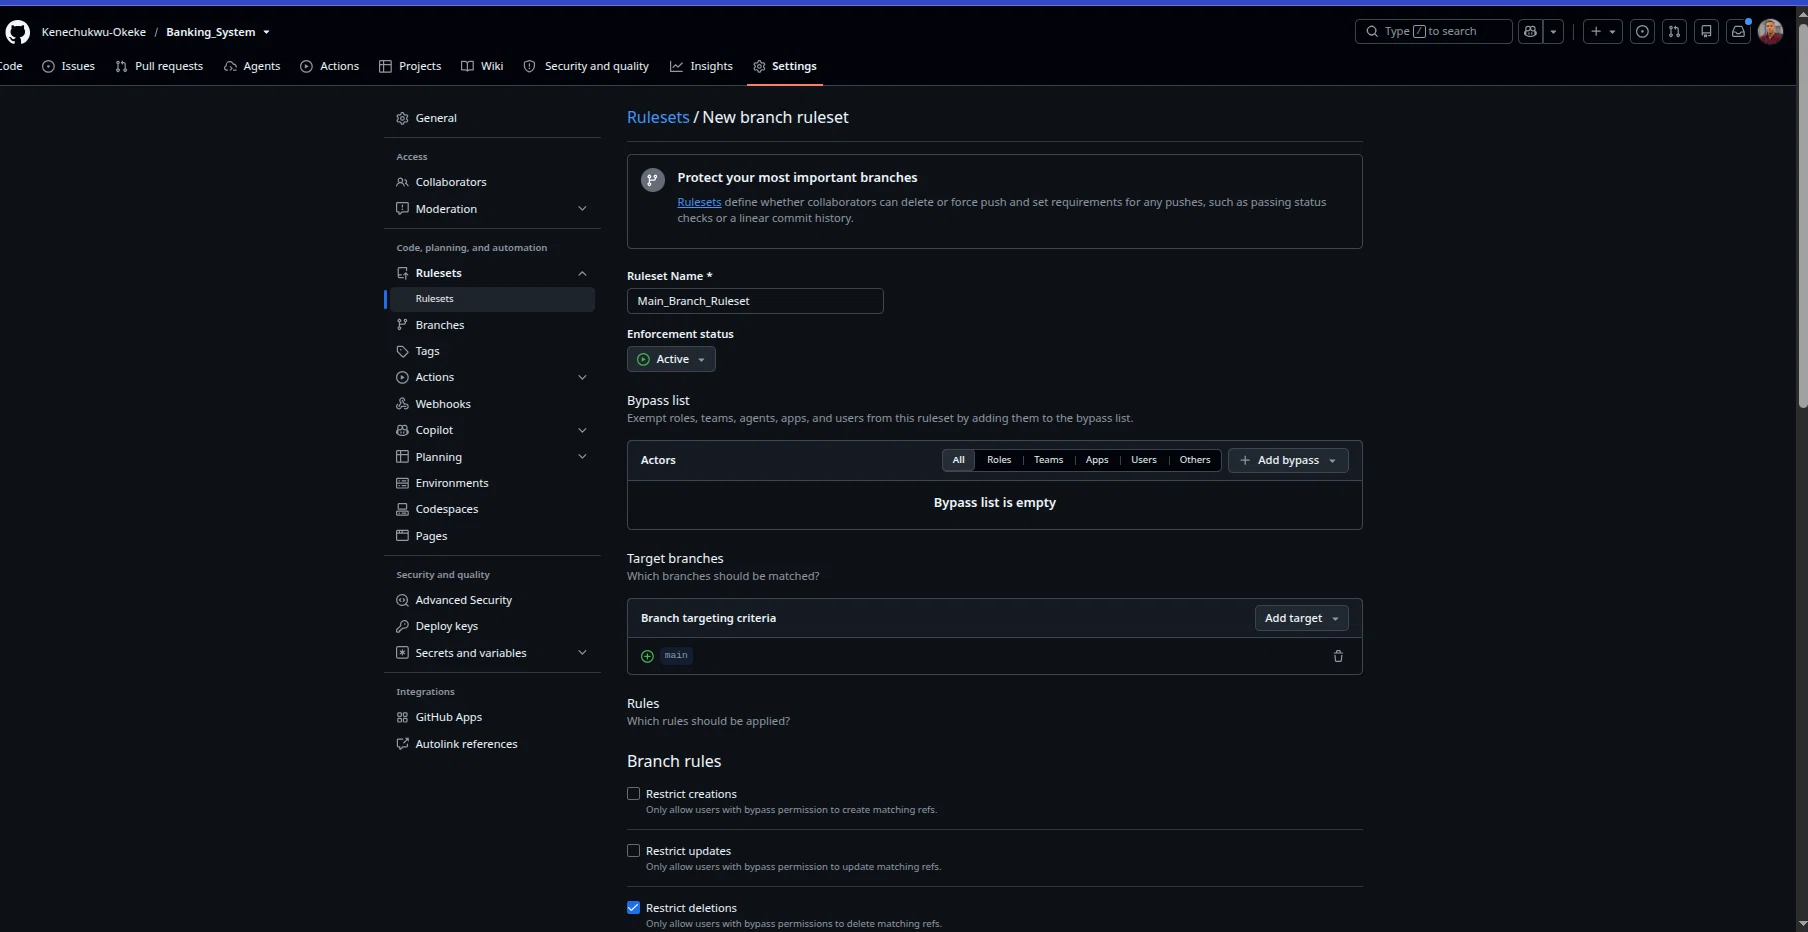 Kenechukwu-Okeke / Banking_System
Type / to search
ode
Issues
Pull requests
Agents
Actions
Projects
Wiki
Security and quality
Insights
Settings
General
Access
Collaborators
Moderation
Code, planning, and automation
Rulesets
Rulesets
Branches
Tags
Actions
Webhooks
Copilot
Planning
Environments
Codespaces
Pages
Security and quality
Advanced Security
Deploy keys
Secrets and variables
Integrations
GitHub Apps
Autolink references
Rulesets / New branch ruleset
Protect your most important branches
Rulesets define whether collaborators can delete or force push and set requirements for any pushes, such as passing status
checks or a linear commit history.
Ruleset Name *
Main_Branch_Ruleset
Enforcement status
Active
Bypass list
Exempt roles, teams, agents, apps, and users from this ruleset by adding them to the bypass list.
Actors
All
Roles
Teams
Apps
Users
Others
Add bypass
Bypass list is empty
Target branches
Which branches should be matched?
Branch targeting criteria
Add target
main
Rules
Which rules should be applied?
Branch rules
Restrict creations
Only allow users with bypass permission to create matching refs.
Restrict updates
Only allow users with bypass permission to update matching refs.
Restrict deletions
Only allow users with bypass permissions to delete matching refs.